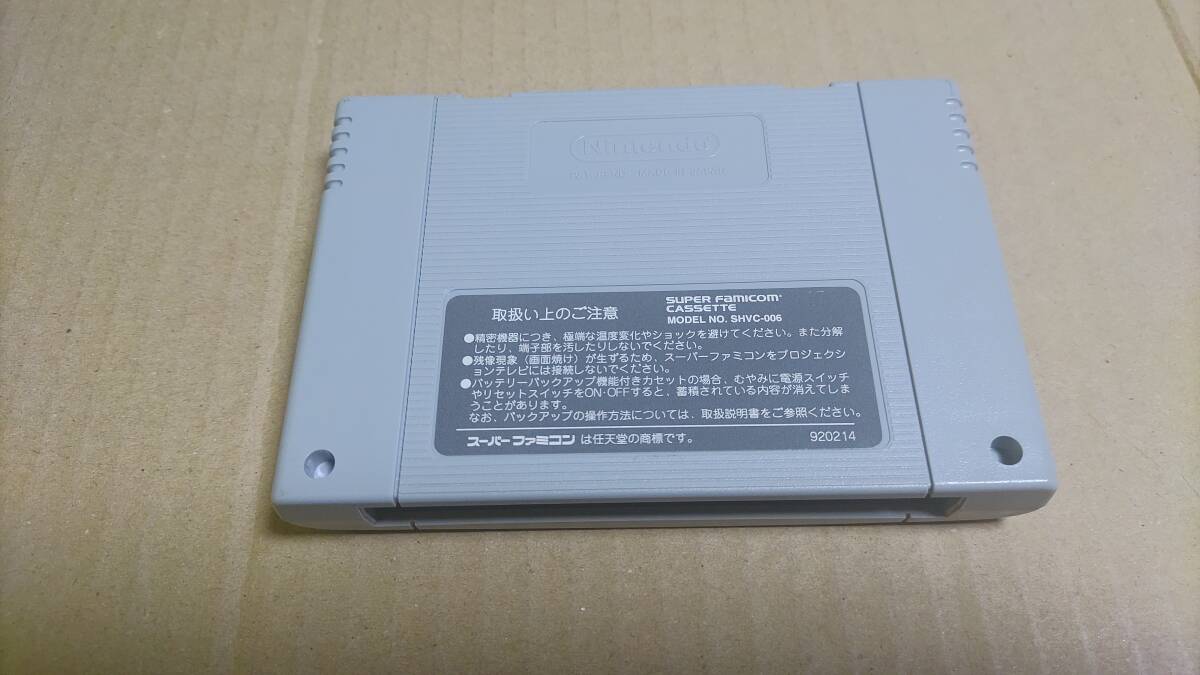 Nintendo
PAT. PEND. MADE IN JAPAN
取扱い上のご注意
SUPER FAMICOM
CASSETTE
MODEL NO. SHVC-006
●精密機器につき、極端な温度変化やショックを避けてください。また分解
したり、端子部を汚したりしないでください。
●残像現象（画面焼け）が生ずるため、スーパーファミコンをプロジェクシ
ョンテレビには接続しないでください。
●バッテリーバックアップ機能付きカセットの場合、むやみに電源スイッチ
やリセットスイッチをON・OFFすると、蓄積されている内容が消えてしま
うことがあります。
なお、バックアップの操作方法については、取扱説明書をご参照ください。
スーパーファミコン は任天堂の商標です。
920214